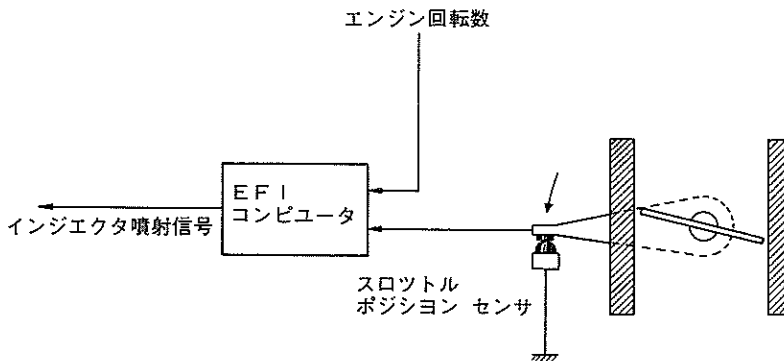 エンジン回転数
EFI
コンピュータ
インジエクタ噴射信号
スロツトル
ポジシヨン センサ